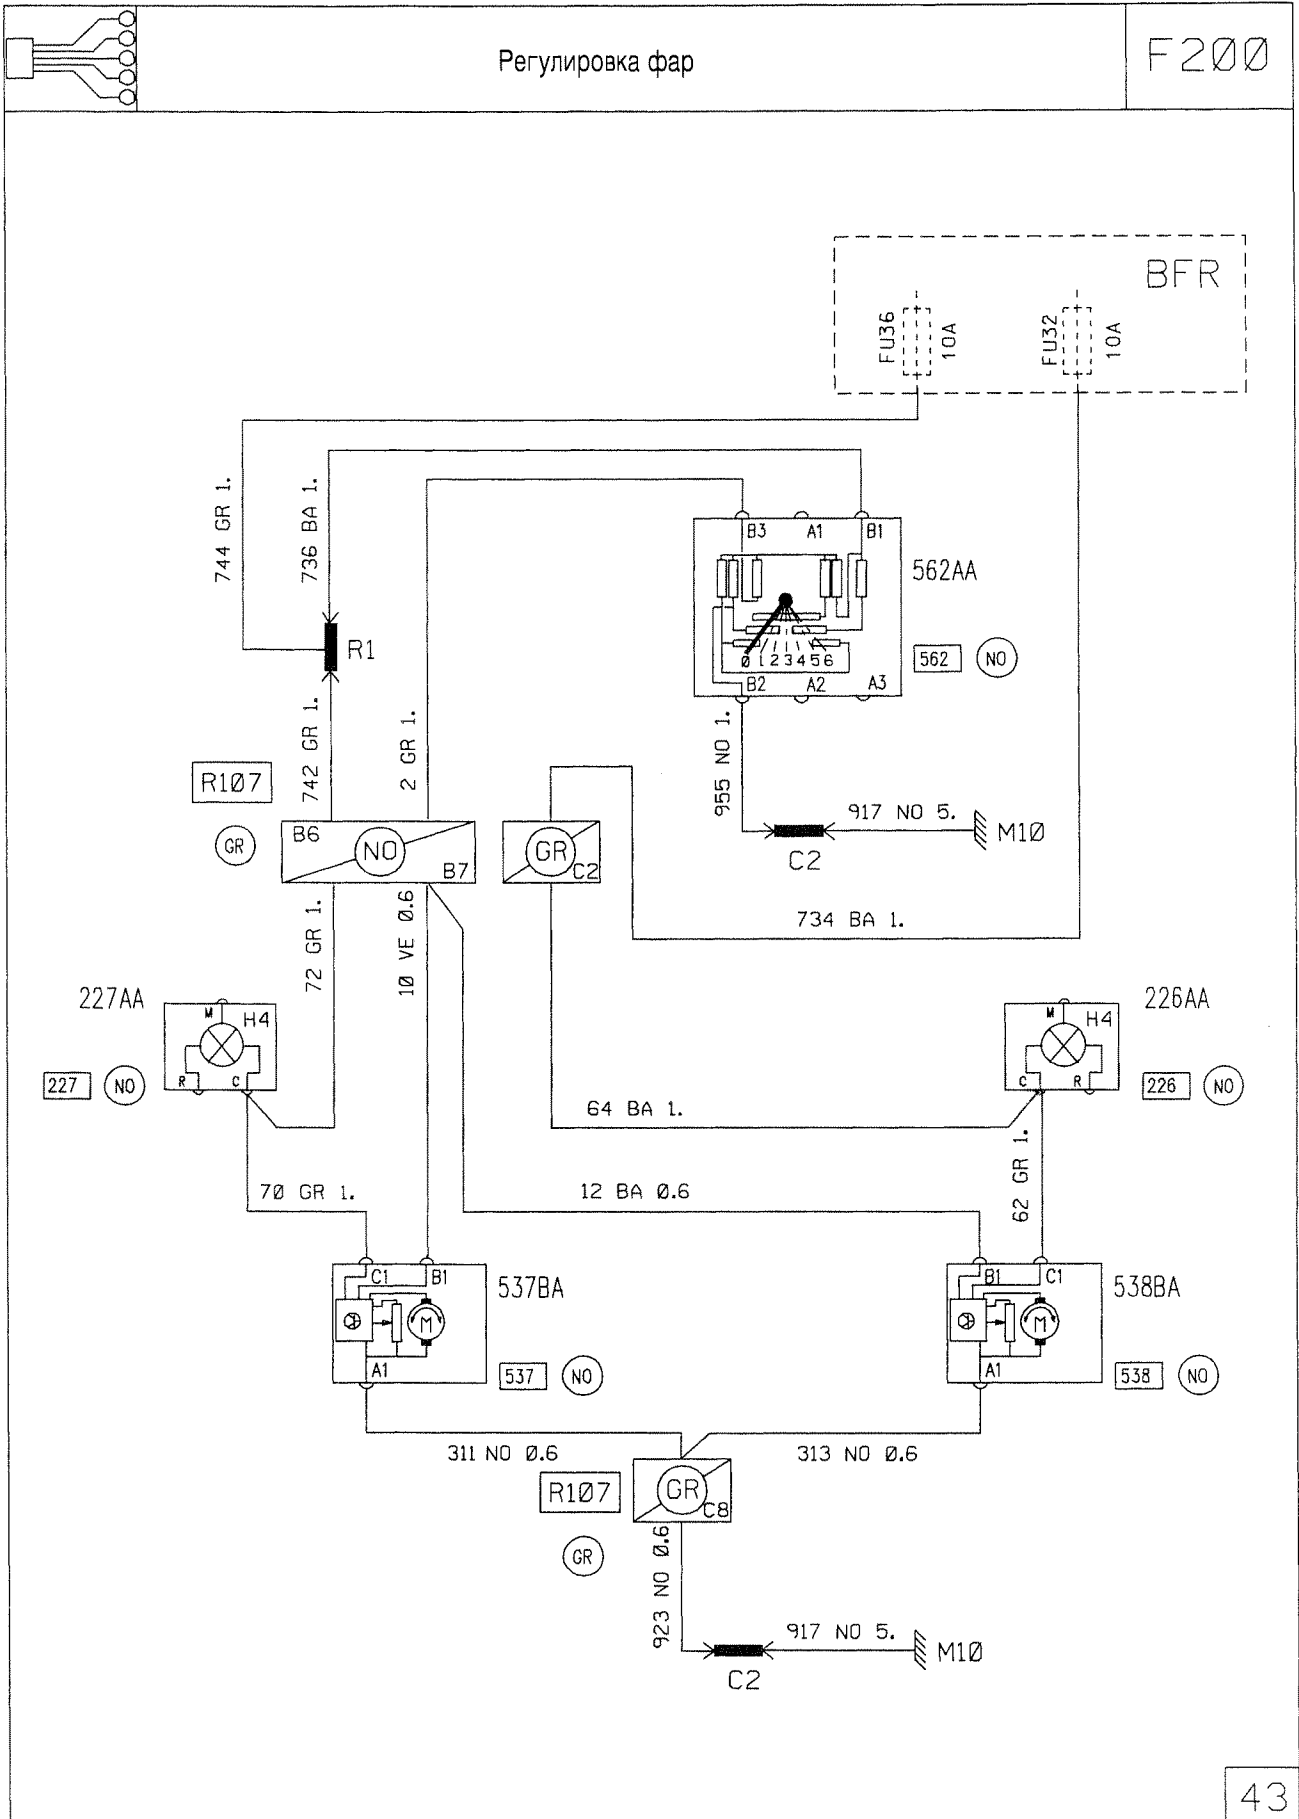 Регулировка фар
F200
BFR
FU36
10A
FU32
10A
744 GR 1.
736 BA 1.
B3 A1 B1
562AA
R1
0 1 2 3 4 5 6
562 NO
B2 A2 A3
742 GR 1.
2 GR 1.
955 NO 1.
R107
917 NO 5.
M10
C2
GR
B6 NO B7
GR C2
734 BA 1.
72 GR 1.
10 VE 0.6
227AA
M H4
R C
227 NO
226AA
M H4
C R
226 NO
64 BA 1.
62 GR 1.
70 GR 1.
12 BA 0.6
C1 B1
537BA
M
A1
537 NO
B1 C1
538BA
M
A1
538 NO
311 NO 0.6
313 NO 0.6
R107
GR C8
GR
923 NO 0.6
917 NO 5.
M10
C2
43